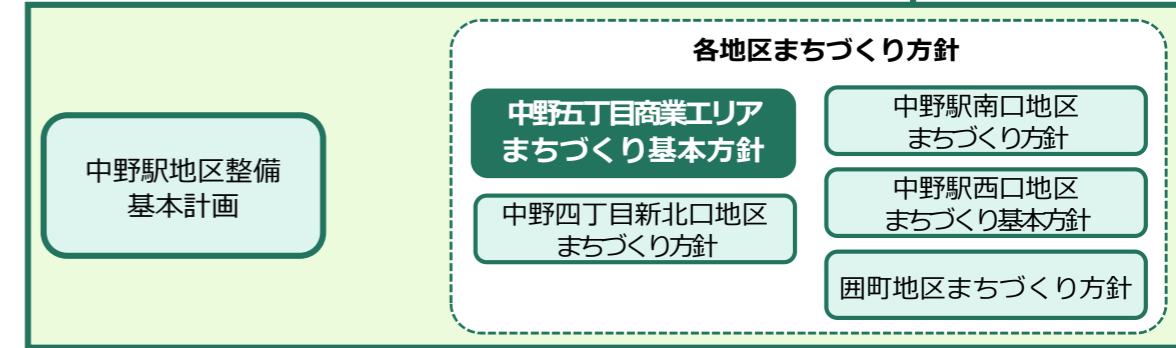 中野駅地区整備
基本計画
各地区まちづくり方針
中野五丁目商業エリア
まちづくり基本方針
中野四丁目新北口地区
まちづくり方針
中野駅南口地区
まちづくり方針
中野駅西口地区
まちづくり基本方針
囲町地区まちづくり方針